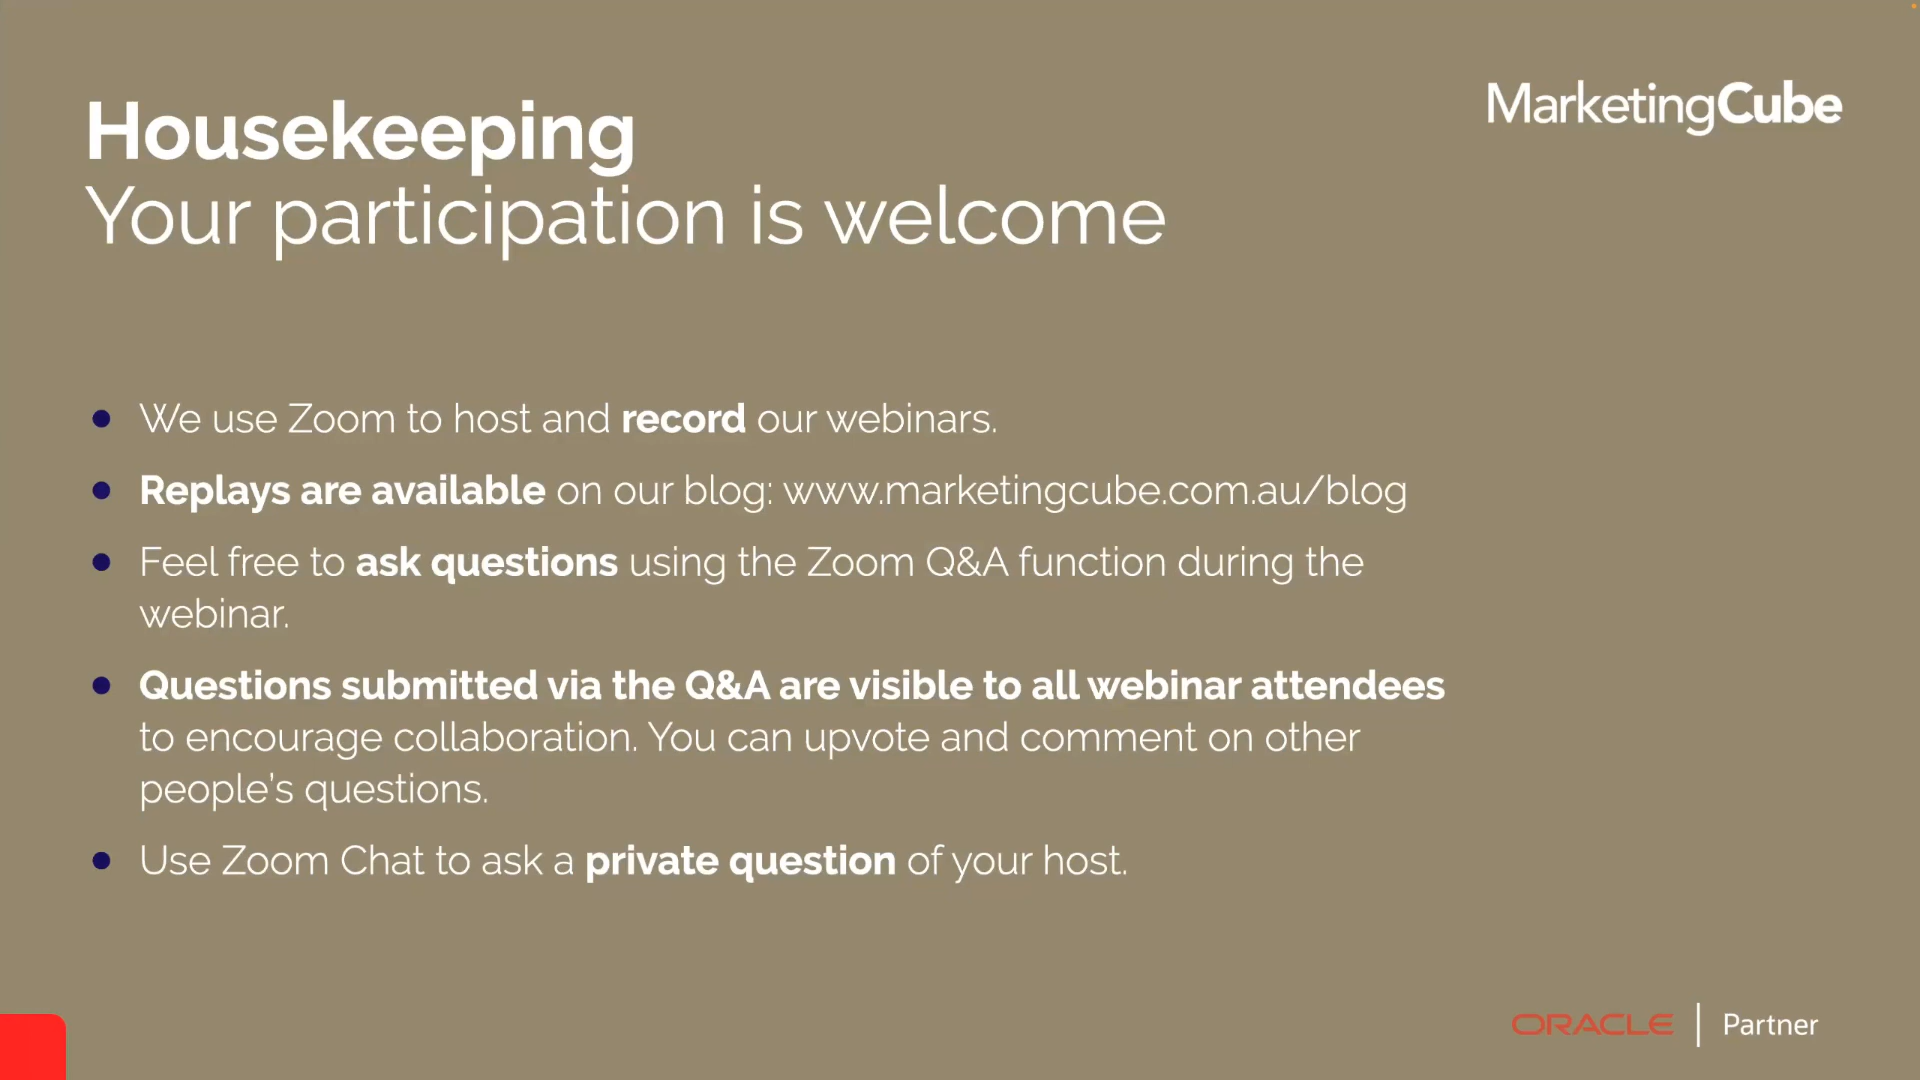 Housekeeping
MarketingCube
Your participation is welcome
We use Zoom to host and record our webinars.
Replays are available on our blog: www.marketingcube.com.au/blog
Feel free to ask questions using the Zoom Q&A function during the
webinar.
Questions submitted via the Q&A are visible to all webinar attendees
to encourage collaboration. You can upvote and comment on other
people's questions.
Use Zoom Chat to ask a private question of your host.
ORACLE | Partner